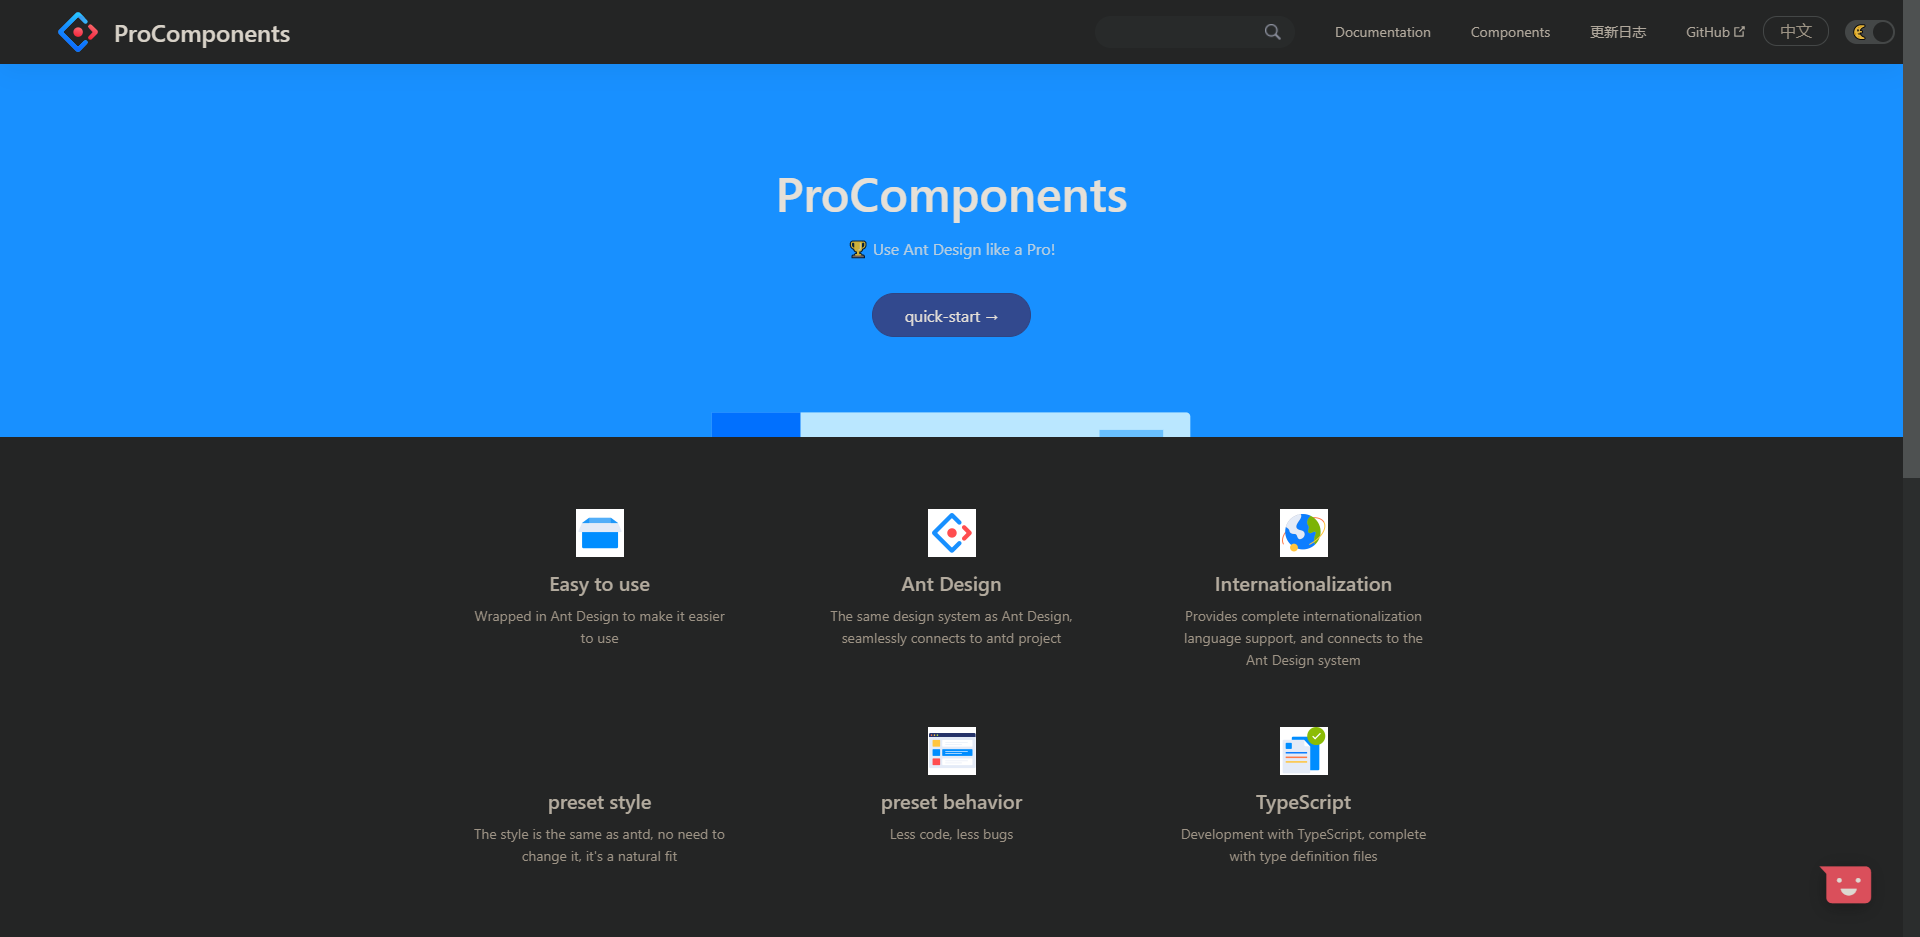 ProComponents
Documentation
Components
更新日志
GitHub
中文
ProComponents
🏆 Use Ant Design like a Pro!
quick-start →
Easy to use
Wrapped in Ant Design to make it easier
to use
Ant Design
The same design system as Ant Design,
seamlessly connects to antd project
Internationalization
Provides complete internationalization
language support, and connects to the
Ant Design system
preset style
The style is the same as antd, no need to
change it, it's a natural fit
preset behavior
Less code, less bugs
TypeScript
Development with TypeScript, complete
with type definition files